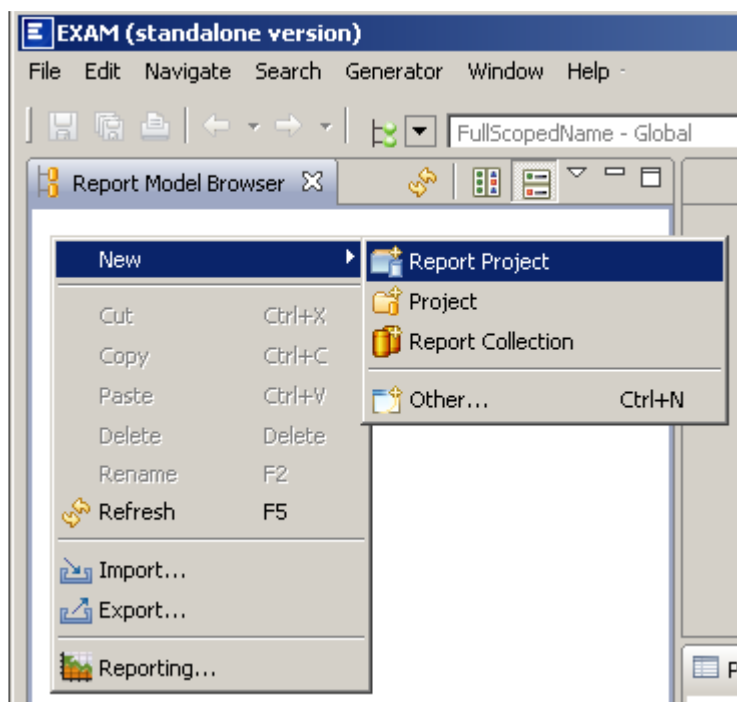 EXAM (standalone version)
File Edit Navigate Search Generator Window Help
FullScopedName - Global
Report Model Browser
New
Report Project
Project
Report Collection
Other... Ctrl+N
Cut Ctrl+X
Copy Ctrl+C
Paste Ctrl+V
Delete Delete
Rename F2
Refresh F5
Import...
Export...
Reporting...